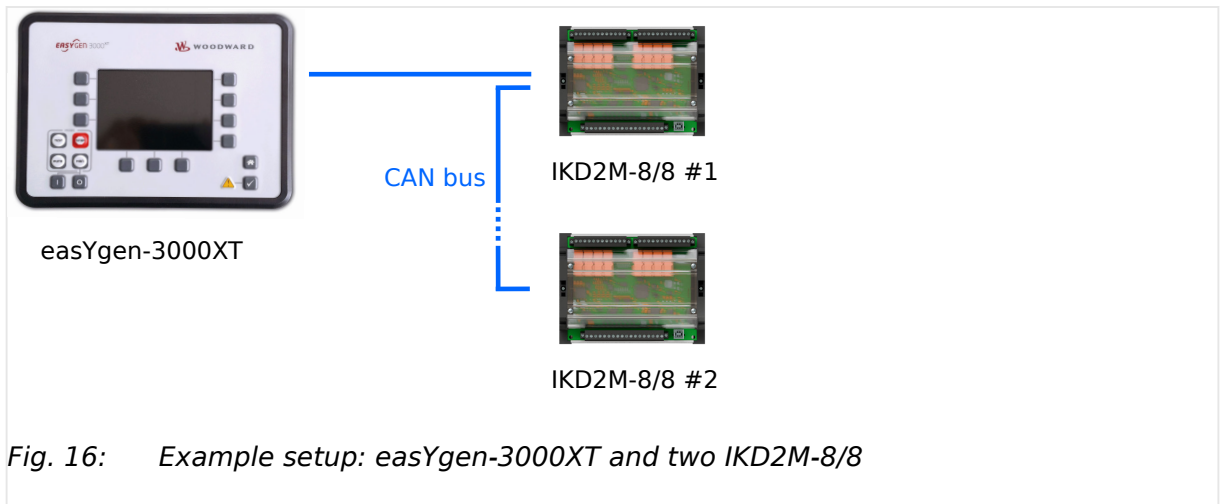 EASYGEN 3000XT
WOODWARD
CAN bus
IKD2M-8/8 #1
easYgen-3000XT
IKD2M-8/8 #2
Fig. 16: Example setup: easYgen-3000XT and two IKD2M-8/8